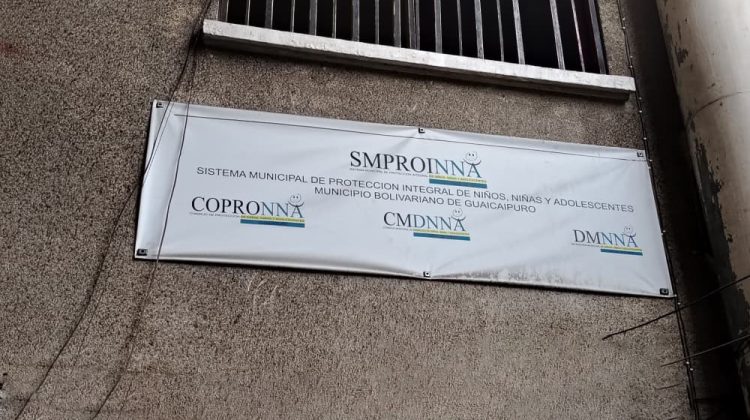 SMPROINNA
SISTEMA MUNICIPAL DE PROTECCION INTEGRAL DE NIÑOS, NIÑAS Y ADOLESCENTES
MUNICIPIO BOLIVARIANO DE GUAICAIPURO
COPRONNA
CMDNNA
DMNNA